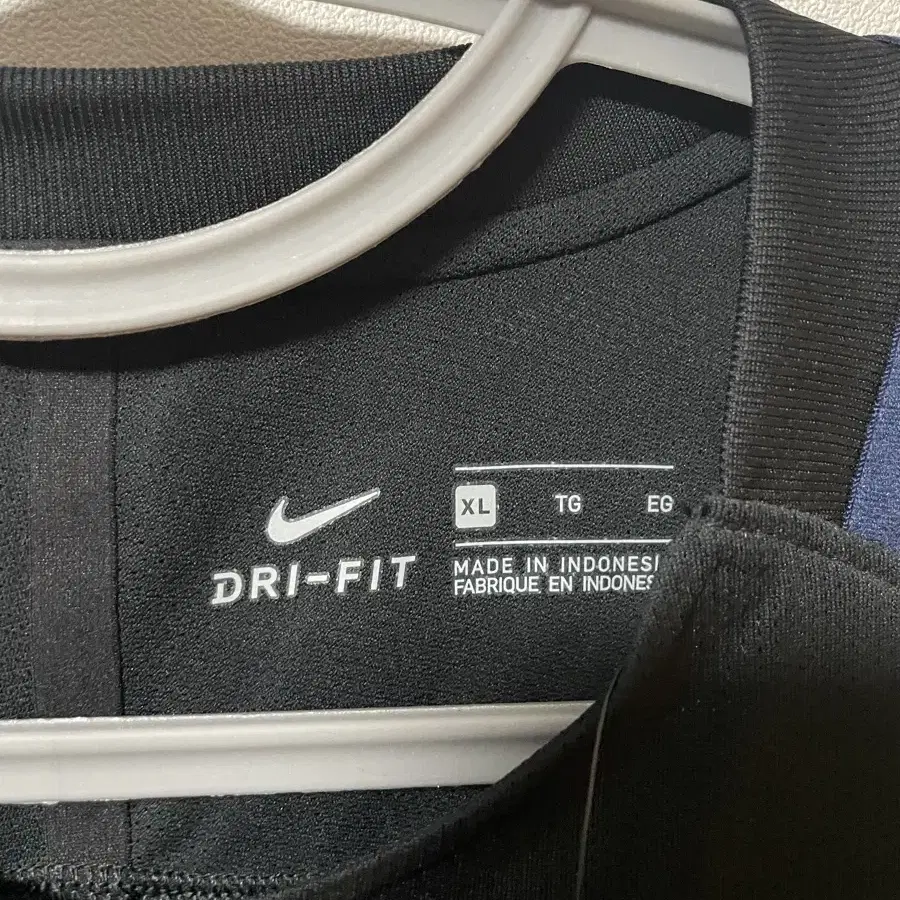 DRI-FIT
XL TG EG
MADE IN INDONESI
FABRIQUE EN INDONES